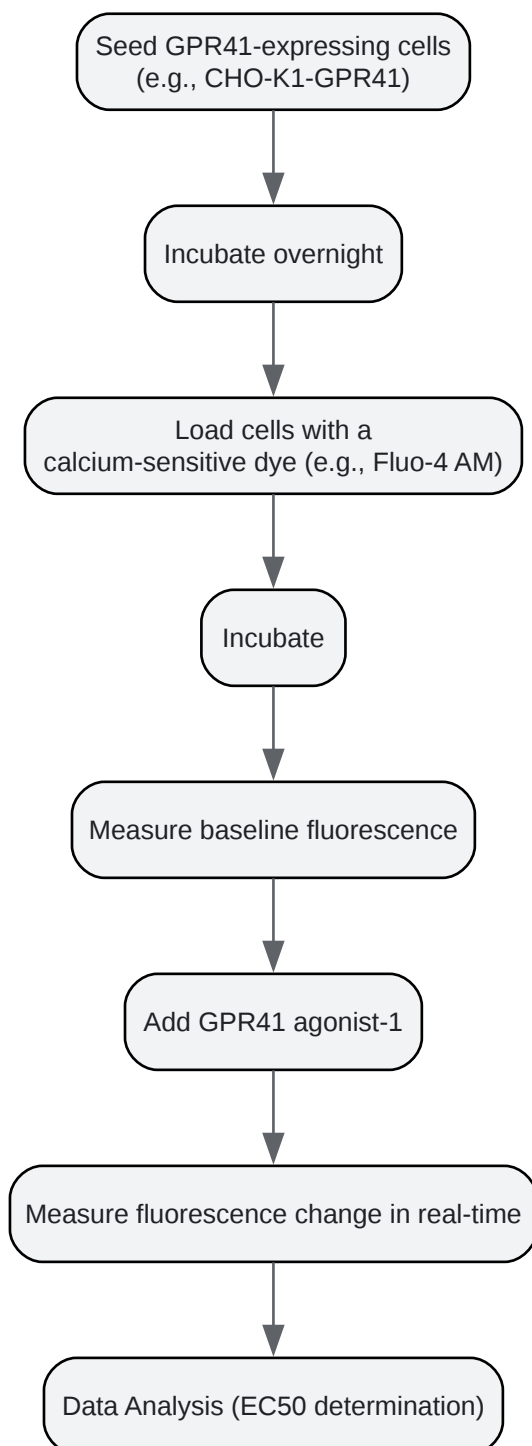 Seed GPR41-expressing cells
(e.g., CHO-K1-GPR41)
Incubate overnight
Load cells with a
calcium-sensitive dye (e.g., Fluo-4 AM)
Incubate
Measure baseline fluorescence
Add GPR41 agonist-1
Measure fluorescence change in real-time
Data Analysis (EC50 determination)